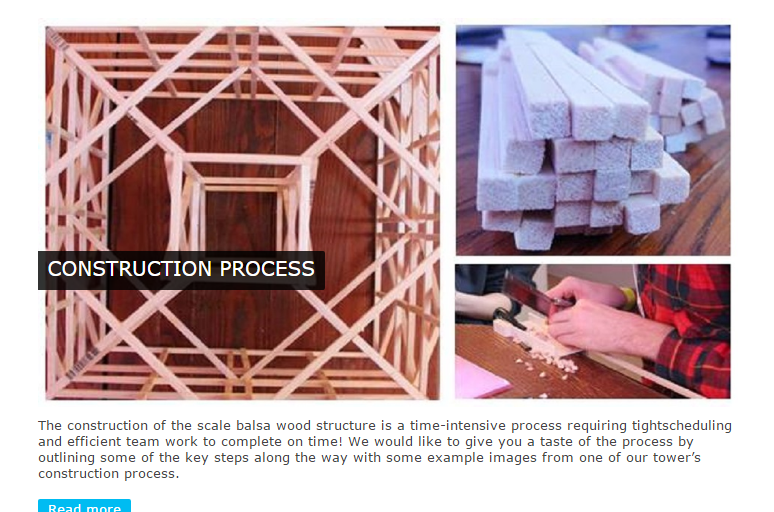 CONSTRUCTION PROCESS
The construction of the scale balsa wood structure is a time-intensive process requiring tightscheduling
and efficient team work to complete on time! We would like to give you a taste of the process by
outlining some of the key steps along the way with some example images from one of our tower’s
construction process.
Read more